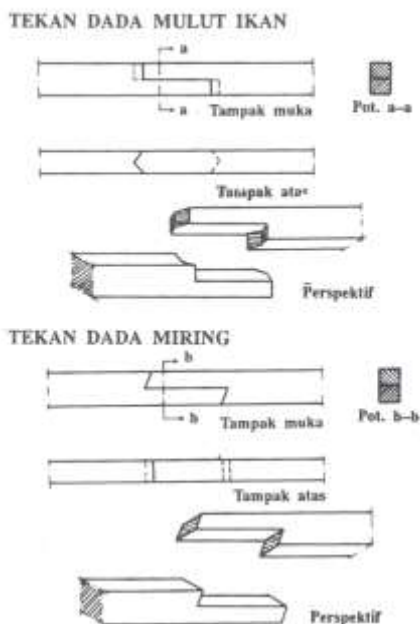 TEKAN DADA MULUT IKAN
a
a Tampak muka
Pot. a-a
Tampak atas
Perspektif
TEKAN DADA MIRING
b
b Tampak muka
Pot. b-b
Tampak atas
Perspektif